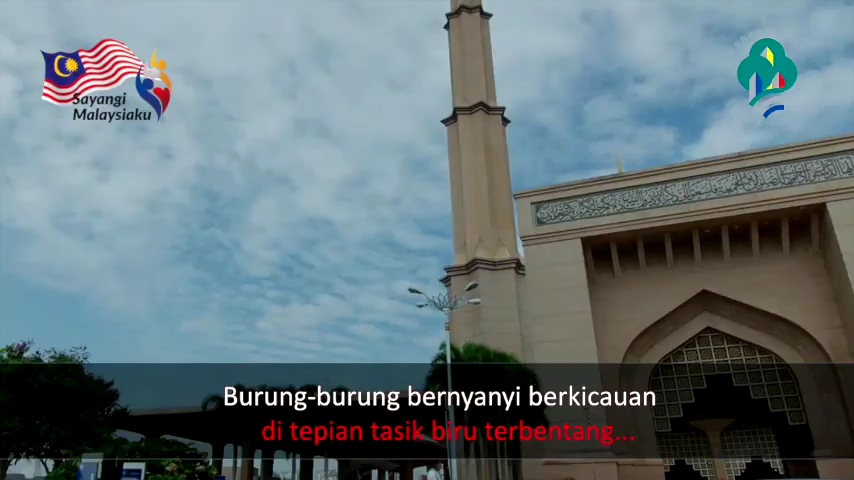 Sayangi
Malaysiaku
Burung-burung bernyanyi berkicauan
di tepian tasik biru terbentang...